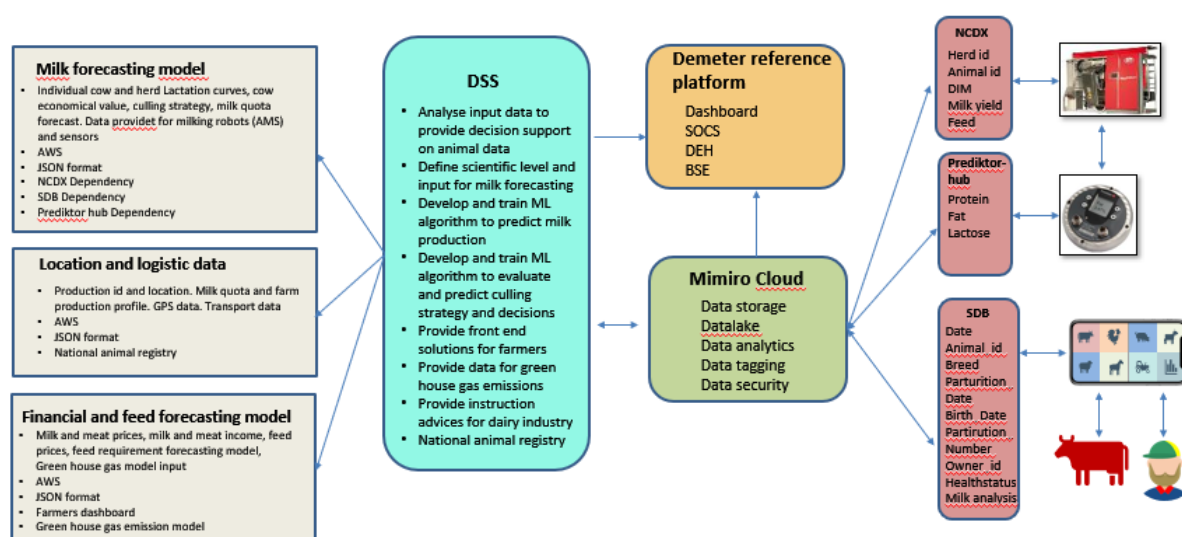 Milk forecasting model
• Individual cow and herd Lactation curves, cow
economical value, culling strategy, milk quota
forecast. Data providet for milking robots (AMS)
and sensors
• AWS
• JSON format
• NCDX Dependency
• SDB Dependency
• Prediktor hub Dependency
Location and logistic data
• Production id and location. Milk quota and farm
production profile. GPS data. Transport data
• AWS
• JSON format
• National animal registry
Financial and feed forecasting model
• Milk and meat prices, milk and meat income, feed
prices, feed requirement forecasting model,
Green house gas model input
• AWS
• JSON format
• Farmers dashboard
• Green house gas emission model
DSS
• Analyse input data to
provide decision support
on animal data
• Define scientific level and
input for milk forecasting
• Develop and train ML
algorithm to predict milk
production
• Develop and train ML
algorithm to evaluate
and predict culling
strategy and decisions
• Provide front end
solutions for farmers
• Provide data for green
house gas emissions
• Provide instruction
advices for dairy industry
• National animal registry
Demeter reference
platform
Dashboard
SOCS
DEH
BSE
Mimiro Cloud
Data storage
Datalake
Data analytics
Data tagging
Data security
NCDX
Herd id
Animal id
DIM
Milk yield
Feed
Prediktor-
hub
Protein
Fat
Lactose
SDB
Date
Animal_id
Breed
Parturition_
Date
Birth_Date
Partirution_
Number
Owner_id
Healthstatus
Milk analysis